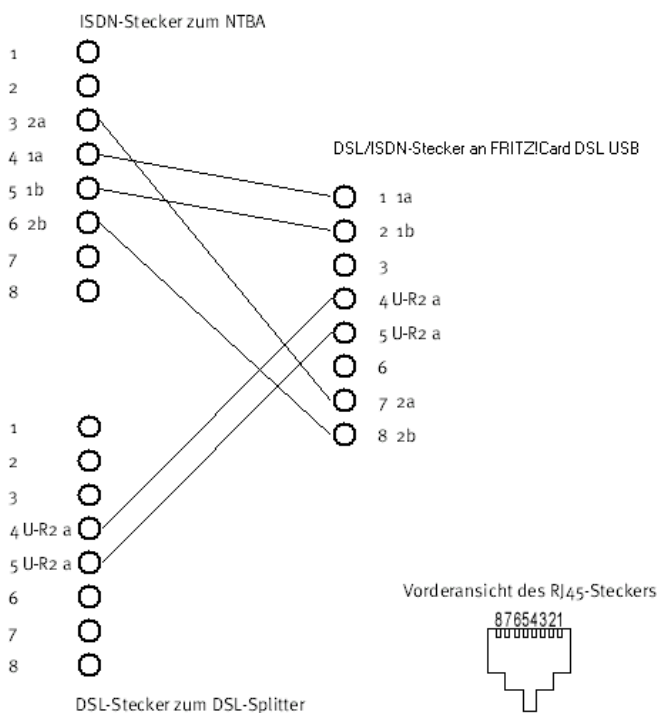 ISDN-Stecker zum NTBA
1
2
3 2a
4 1a
5 1b
6 2b
7
8
DSL/ISDN-Stecker an FRITZ!Card DSL USB
1 1a
2 1b
3
4 U-R2 a
5 U-R2 a
6
7 2a
8 2b
1
2
3
4 U-R2 a
5 U-R2 a
6
7
8
DSL-Stecker zum DSL-Splitter
Vorderansicht des RJ45-Steckers
87654321